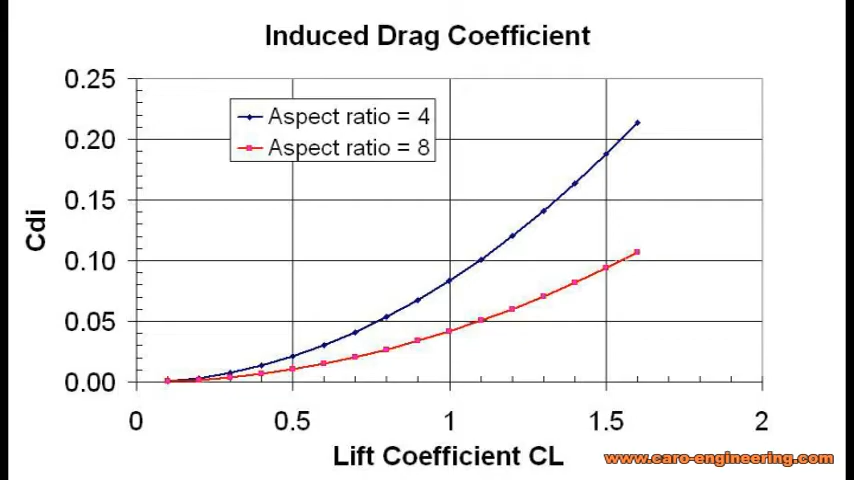 Induced Drag Coefficient
0.25
Aspect ratio = 4
0.20
Aspect ratio = 8
0.15
Cdi
0.10
0.05
0.00
0 0.5 1 1.5 2
Lift Coefficient CL
www.caro-engineering.com